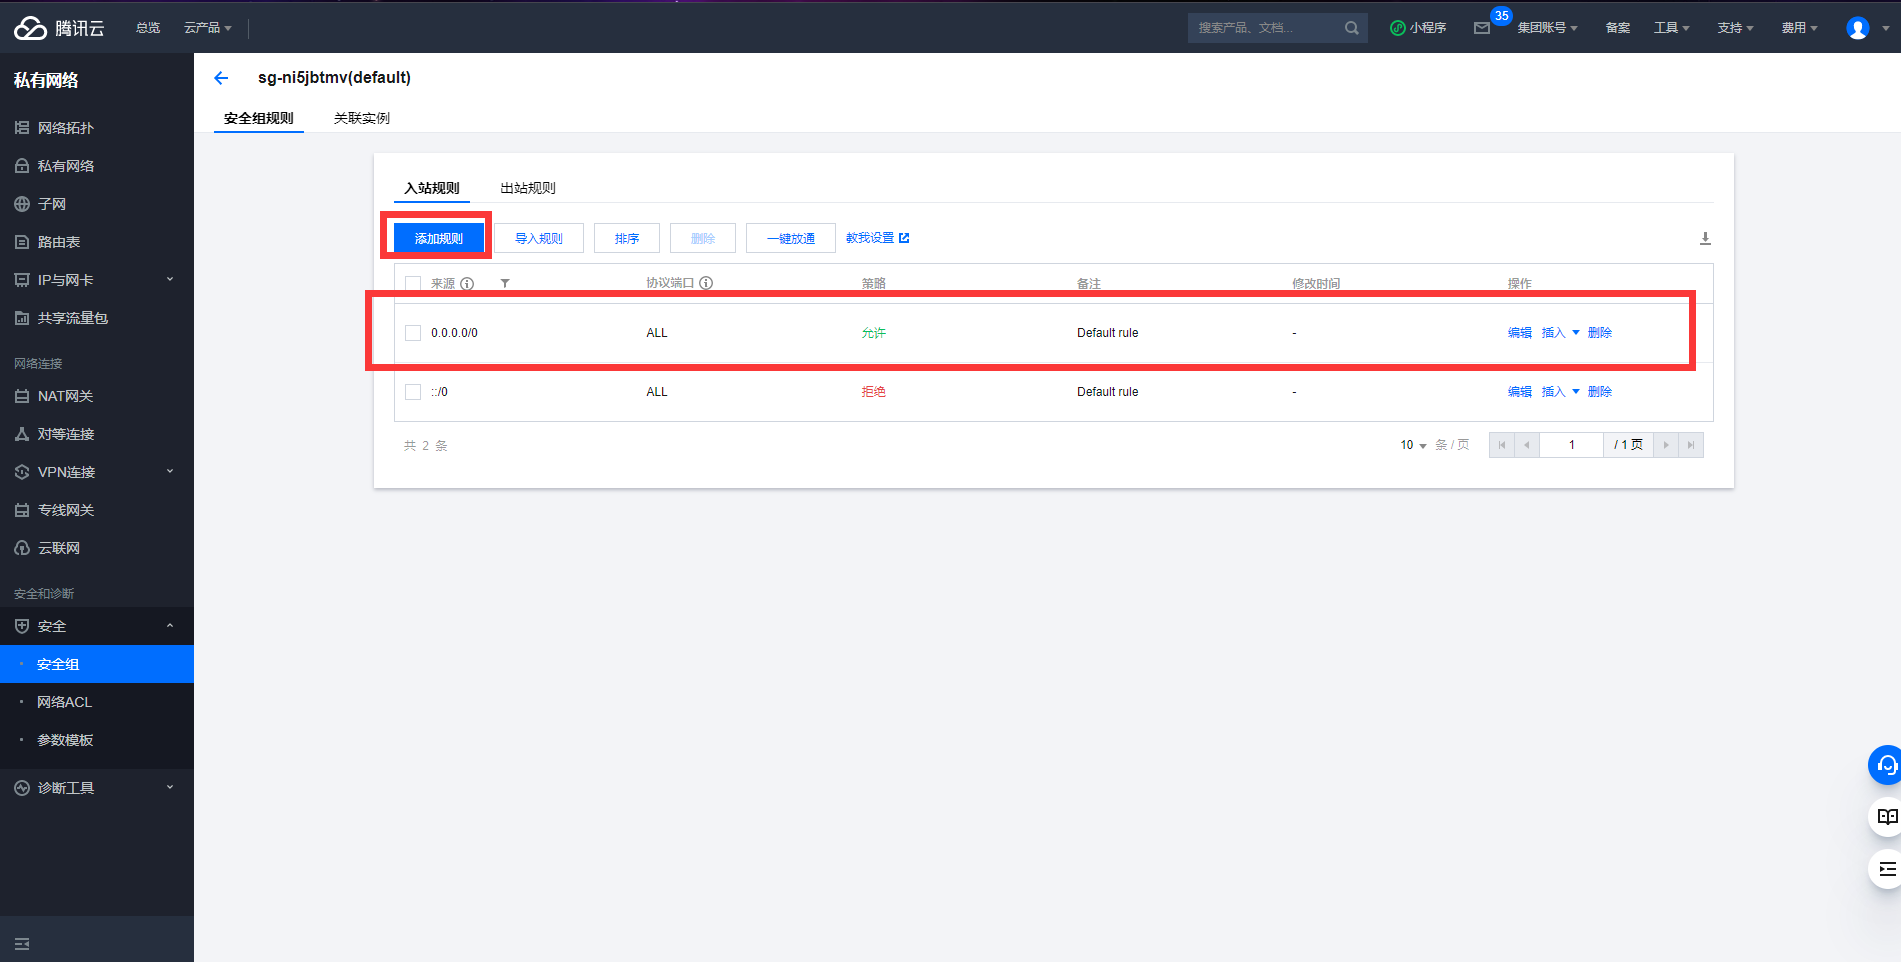 腾讯云 总览 云产品 搜索产品、文档... 小程序 35 集团账号 备案 工具 支持 费用
私有网络
网络拓扑
私有网络
子网
路由表
IP与网卡
共享流量包
网络连接
NAT网关
对等连接
VPN连接
专线网关
云联网
安全和诊断
安全
安全组
网络ACL
参数模板
诊断工具
sg-ni5jbtmv(default)
安全组规则 关联实例
入站规则 出站规则
添加规则 导入规则 排序 删除 一键放通 教我设置
来源 协议端口 策略 备注 修改时间 操作
0.0.0.0/0 ALL 允许 Default rule - 编辑 插入 删除
::/0 ALL 拒绝 Default rule - 编辑 插入 删除
共 2 条 10 条 / 页 1 / 1 页